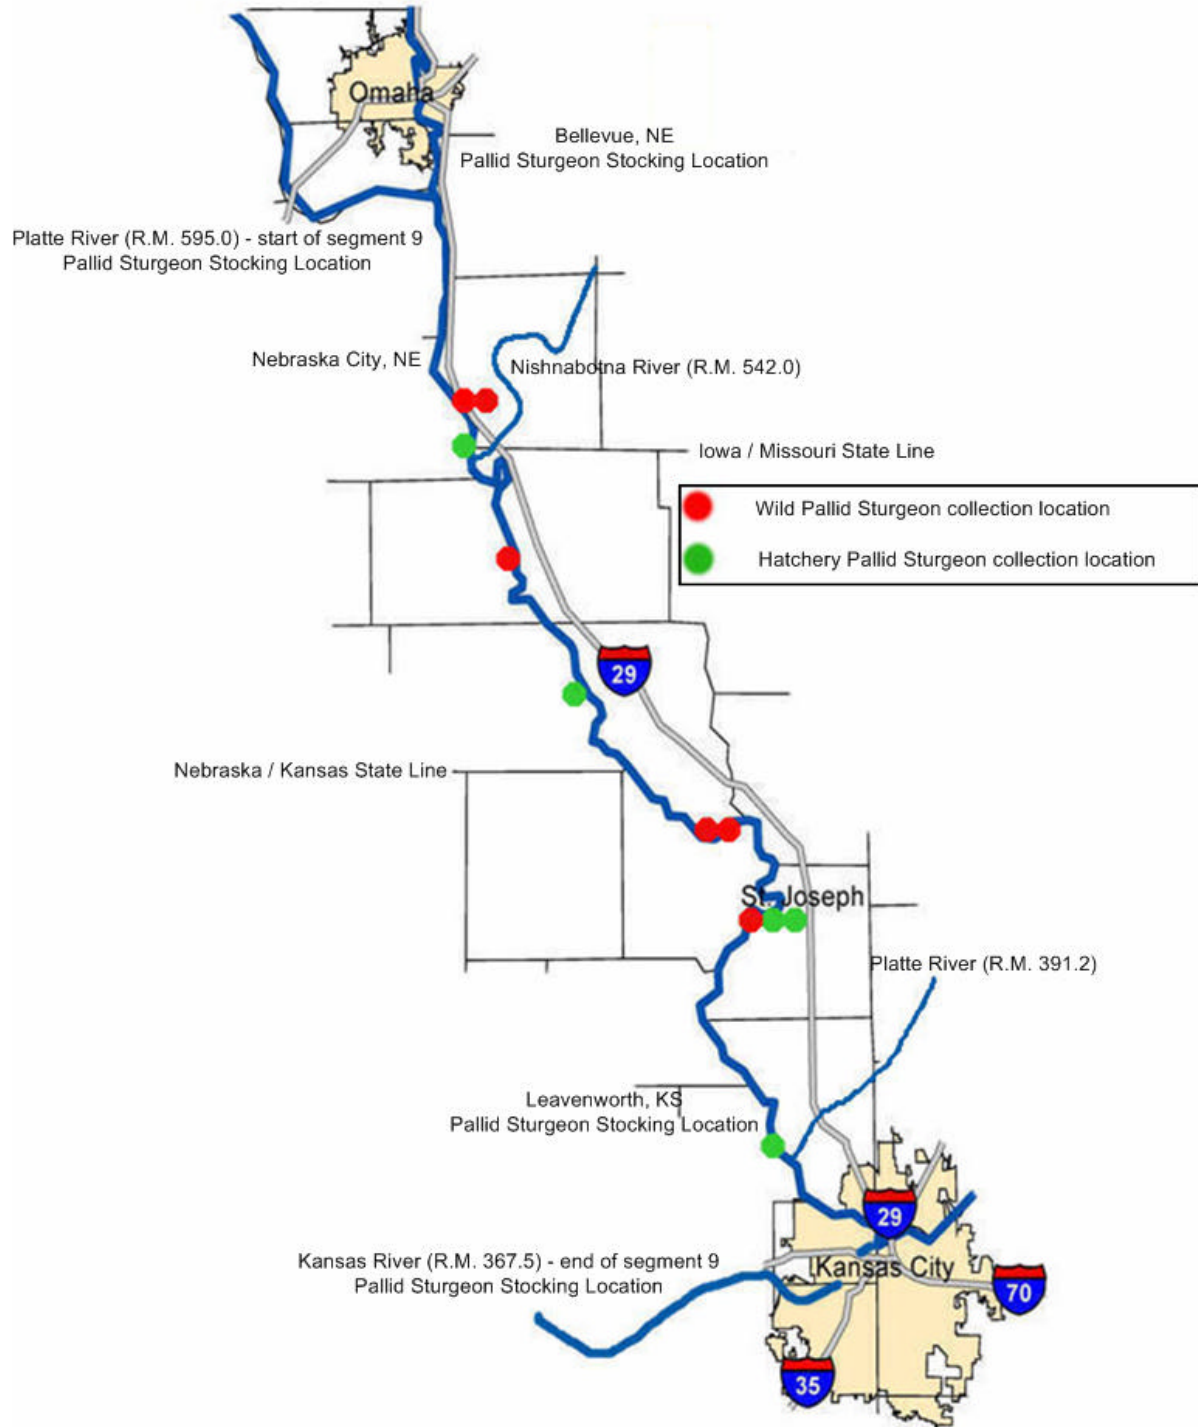 Omaha
Bellevue, NE
Pallid Sturgeon Stocking Location
Platte River (R.M. 595.0) - start of segment 9
Pallid Sturgeon Stocking Location
Nebraska City, NE
Nishnabotna River (R.M. 542.0)
Iowa / Missouri State Line
Wild Pallid Sturgeon collection location
Hatchery Pallid Sturgeon collection location
29
Nebraska / Kansas State Line
St. Joseph
Platte River (R.M. 391.2)
Leavenworth, KS
Pallid Sturgeon Stocking Location
29
Kansas River (R.M. 367.5) - end of segment 9
Pallid Sturgeon Stocking Location
Kansas City
70
35